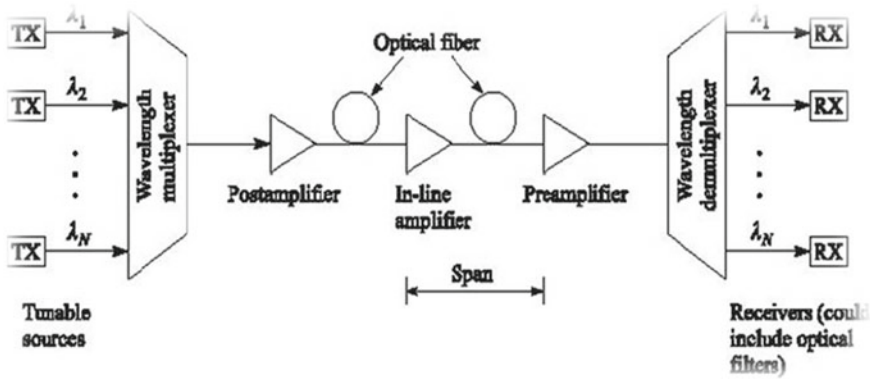 TX
λ1
TX
λ2
TX
λN
Tunable
sources
Wavelength
multiplexer
Postamplifier
Optical fiber
In-line
amplifier
Preamplifier
Span
Wavelength
demultiplexer
λ1
RX
λ2
RX
λN
RX
Receivers (could
include optical
filters)